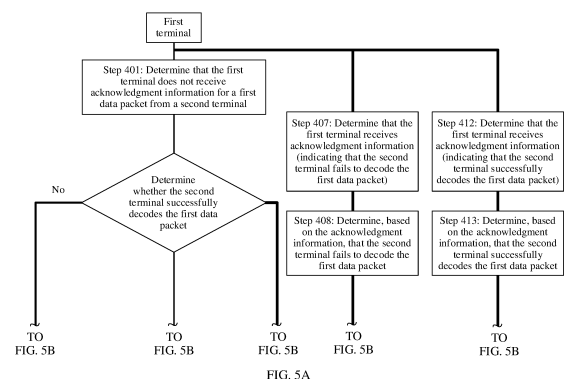 First
terminal
Step 401: Determine that the first
terminal does not receive
acknowledgment information for a first
data packet from a second terminal
Step 407: Determine that the
first terminal receives
acknowledgment information
(indicating that the second
terminal fails to decode the
first data packet)
Step 412: Determine that the
first terminal receives
acknowledgment information
(indicating that the second
terminal successfully
decodes the first data packet)
No
Determine
whether the second
terminal successfully
decodes the first data
packet
Step 408: Determine, based
on the acknowledgment
information, that the second
terminal fails to decode the
first data packet
Step 413: Determine, based
on the acknowledgment
information, that the second
terminal successfully
decodes the first data packet
TO
FIG. 5B
TO
FIG. 5B
TO
FIG. 5B
TO
FIG. 5B
TO
FIG. 5B
FIG. 5A